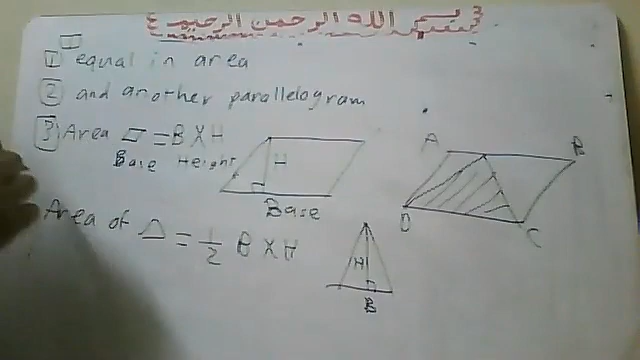 بسم الله الرحمن الرحيم
1 equal in area
2 and another parallelogram
3 Area ▱ = B X H
Base Height
H
Base
A
B
D
C
Area of △ = 1/2 B X H
H
B